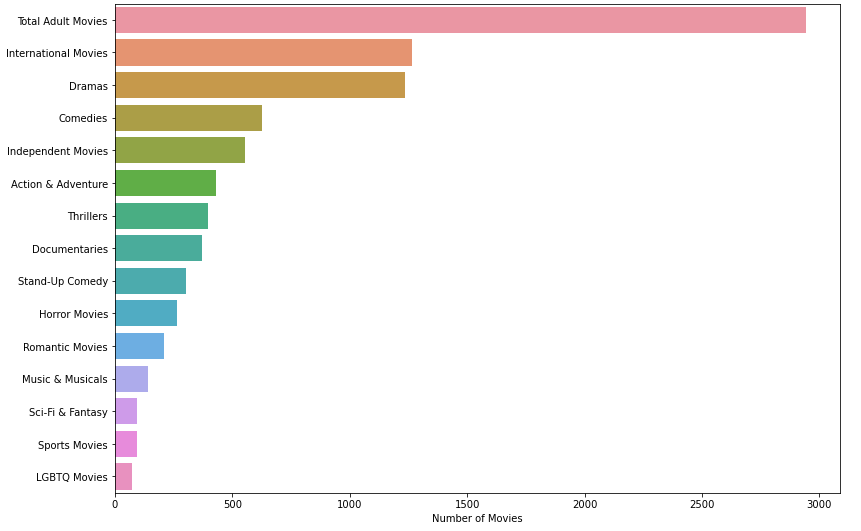 Total Adult Movies
International Movies
Dramas
Comedies
Independent Movies
Action & Adventure
Thrillers
Documentaries
Stand-Up Comedy
Horror Movies
Romantic Movies
Music & Musicals
Sci-Fi & Fantasy
Sports Movies
LGBTQ Movies
0 500 1000 1500 2000 2500 3000
Number of Movies